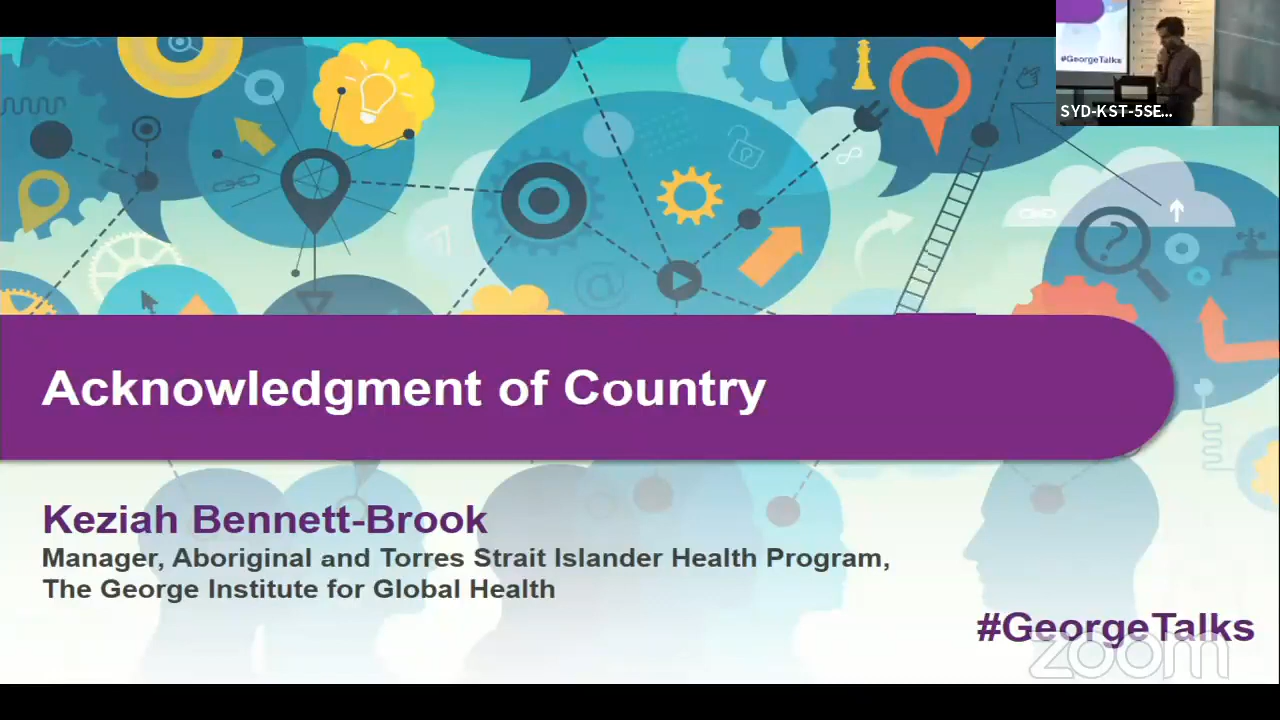 #GeorgeTalks
SYD-KST-5SE...
Acknowledgment of Country
Keziah Bennett-Brook
Manager, Aboriginal and Torres Strait Islander Health Program,
The George Institute for Global Health
#GeorgeTalks
zoom